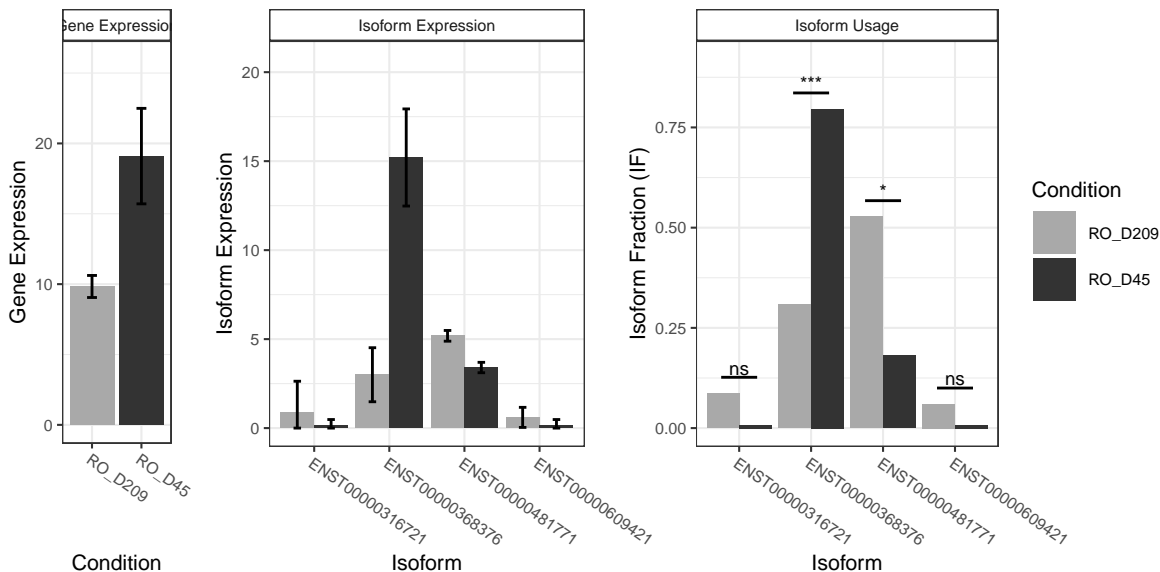 Gene Expression
Isoform Expression
Isoform Usage
Gene Expression
0
10
20
RO_D209
RO_D45
Condition
Isoform Expression
0
5
10
15
20
ENST00000316721
ENST00000368376
ENST00000481771
ENST00000609421
Isoform
Isoform Fraction (IF)
0.00
0.25
0.50
0.75
ns
***
*
ns
ENST00000316721
ENST00000368376
ENST00000481771
ENST00000609421
Isoform
Condition
RO_D209
RO_D45